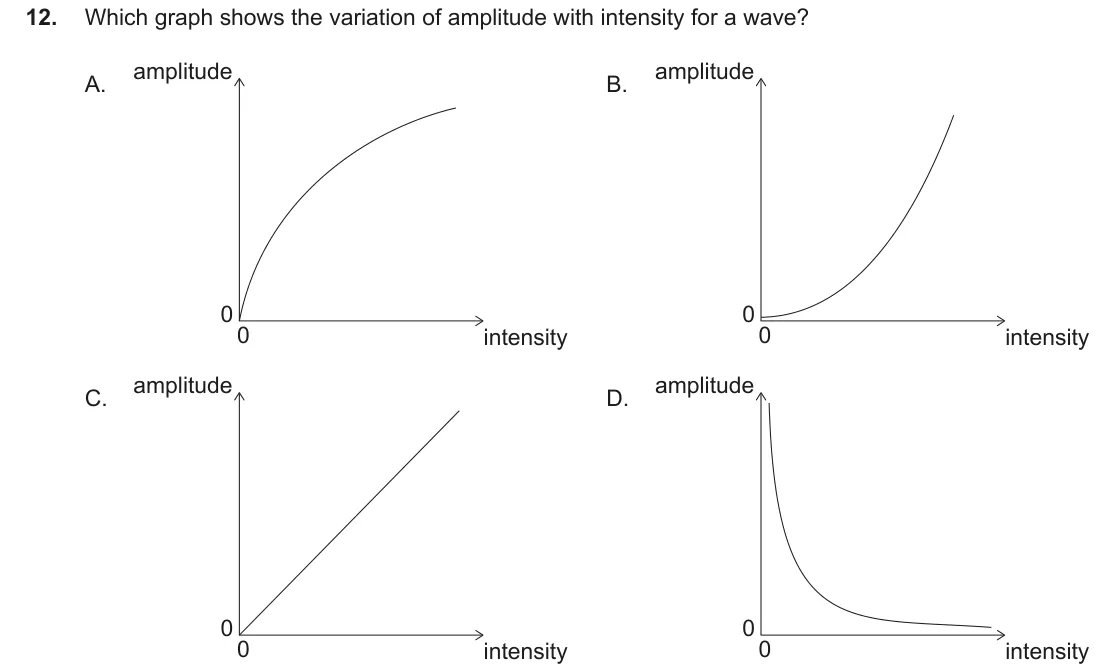 12. Which graph shows the variation of amplitude with intensity for a wave?
A. amplitude
0
0
intensity
B. amplitude
0
0
intensity
C. amplitude
0
0
intensity
D. amplitude
0
0
intensity